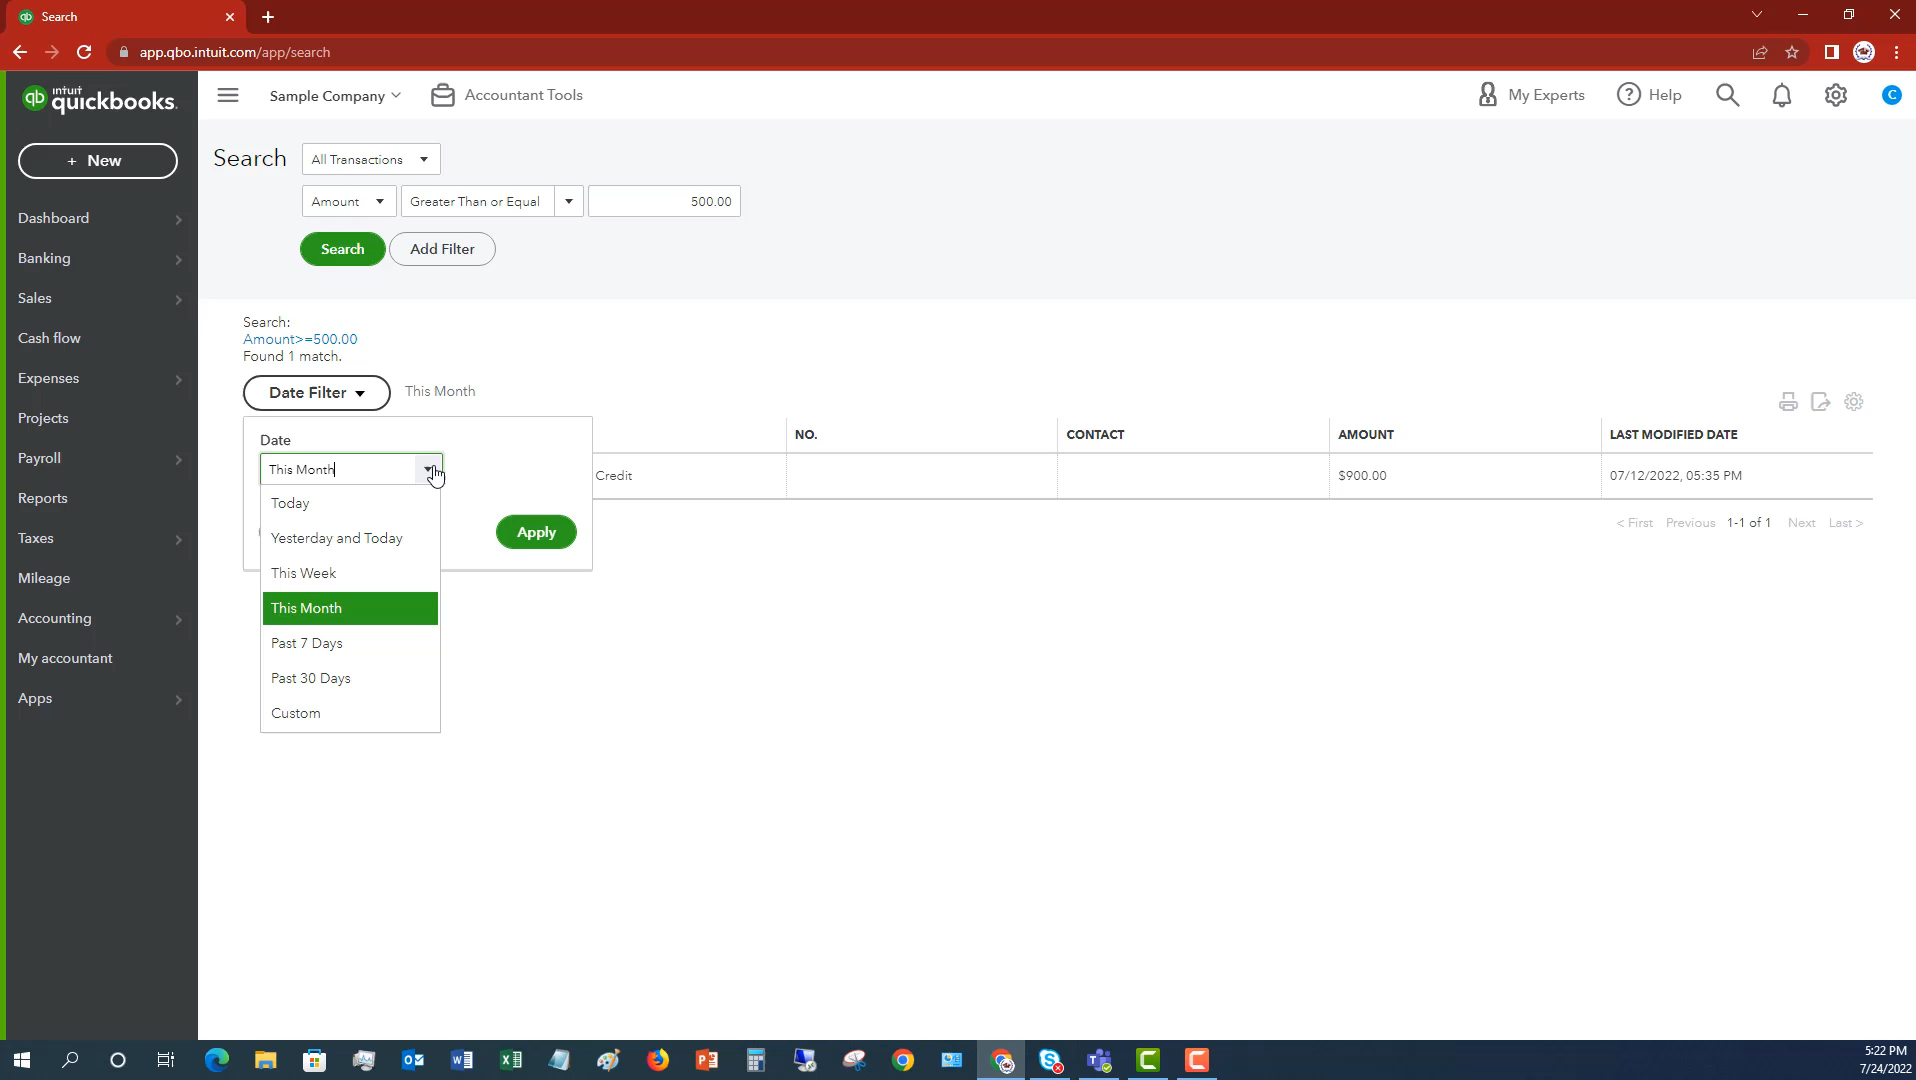 Search
app.qbo.intuit.com/app/search
intuit
quickbooks.
Sample Company
Accountant Tools
My Experts
Help
C
+ New
Dashboard
Banking
Sales
Cash flow
Expenses
Projects
Payroll
Reports
Taxes
Mileage
Accounting
My accountant
Apps
Search
All Transactions
Amount
Greater Than or Equal
500.00
Search
Add Filter
Search:
Amount>=500.00
Found 1 match.
Date Filter
This Month
NO.
CONTACT
AMOUNT
LAST MODIFIED DATE
Credit
$900.00
07/12/2022, 05:35 PM
< First Previous 1-1 of 1 Next Last >
Date
This Month
Today
Yesterday and Today
This Week
This Month
Past 7 Days
Past 30 Days
Custom
Apply
5:22 PM
7/24/2022